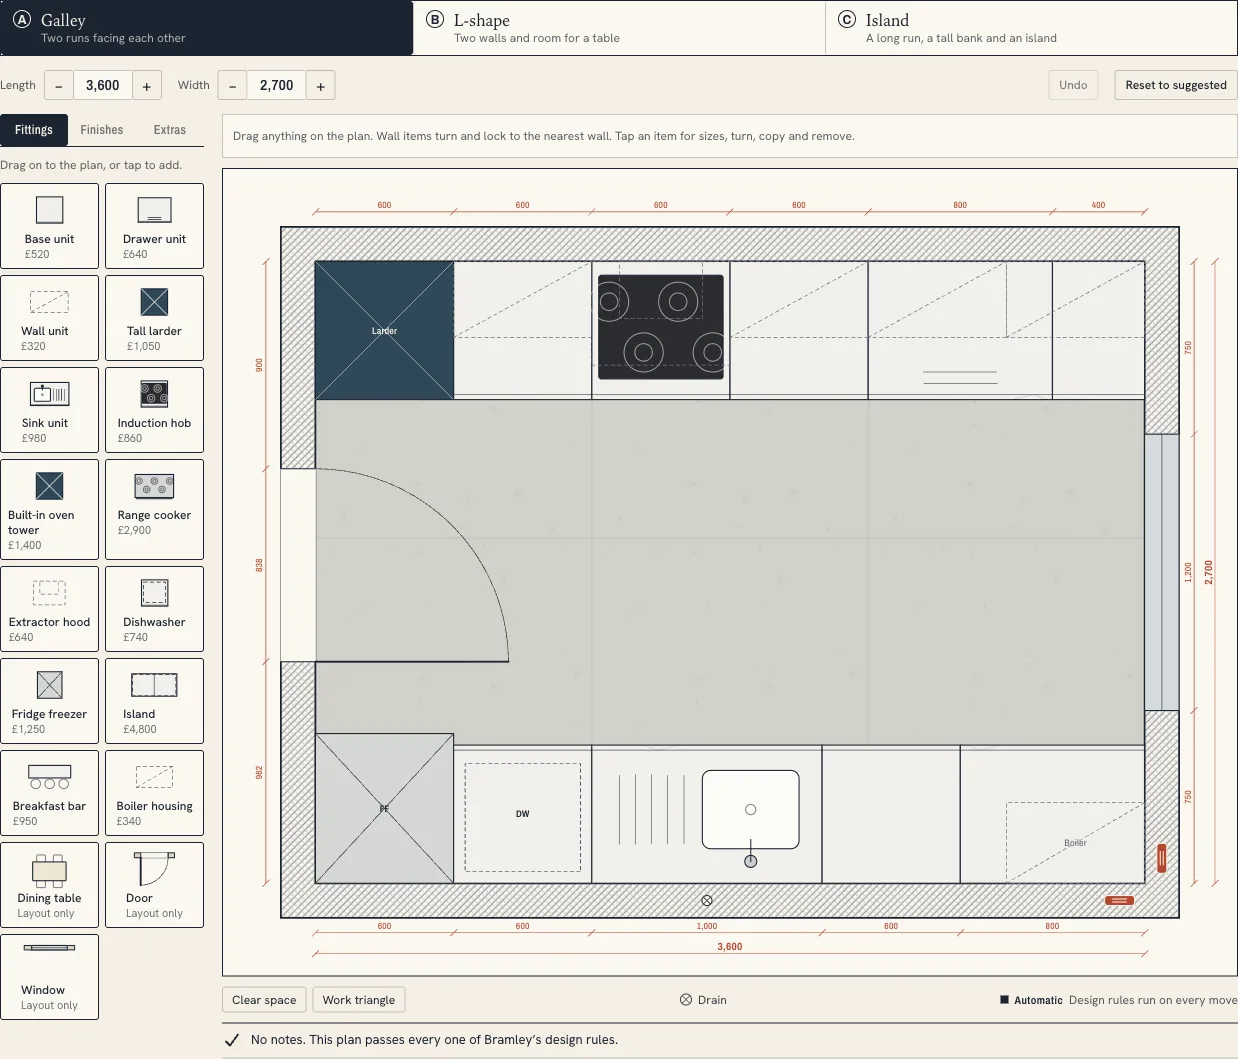 A Galley
Two runs facing each other
B L-shape
Two walls and room for a table
C Island
A long run, a tall bank and an island
Length − 3,600 + Width − 2,700 +
Undo Reset to suggested
Fittings Finishes Extras
Drag on to the plan, or tap to add.
Drag anything on the plan. Wall items turn and lock to the nearest wall. Tap an item for sizes, turn, copy and remove.
Base unit
£520
Drawer unit
£640
Wall unit
£320
Tall larder
£1,050
Sink unit
£980
Induction hob
£860
Built-in oven
tower
£1,400
Range cooker
£2,900
Extractor hood
£640
Dishwasher
£740
Fridge freezer
£1,250
Island
£4,800
Breakfast bar
£950
Boiler housing
£340
Dining table
Layout only
Door
Layout only
Window
Layout only
600 600 600 600 800 400
900
838
962
Larder
750
1,200
2,700
750
FF
DW
Boiler
600 600 1,000 600 800
3,600
Clear space Work triangle
Drain
Automatic Design rules run on every move
No notes. This plan passes every one of Bramley’s design rules.